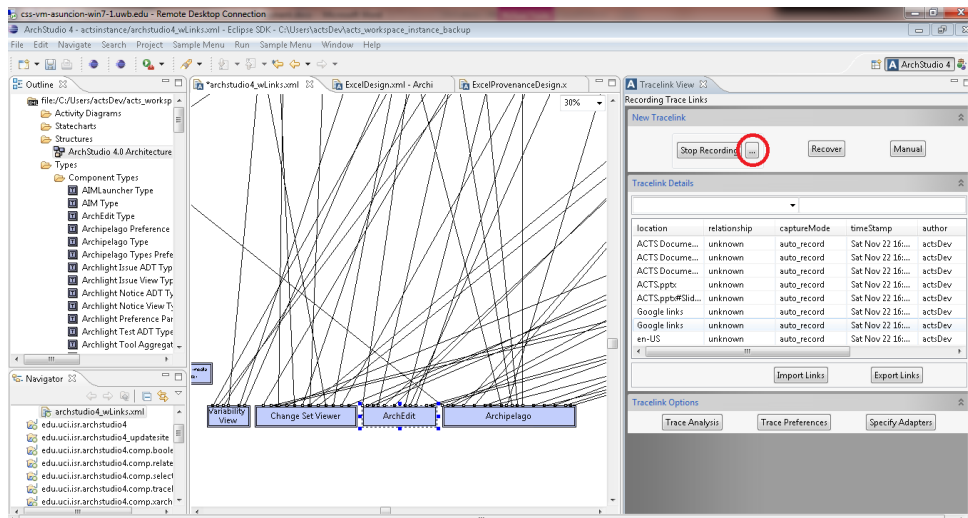 css-vm-asuncion-win7-1.uwb.edu - Remote Desktop Connection
ArchStudio 4 - actsinstance/archstudio4_wLinks.xml - Eclipse SDK - C:\Users\actsDev\acts_workspace_instance_backup
File Edit Navigate Search Project Sample Menu Run Sample Menu Window Help
ArchStudio 4
Outline
file:/C:/Users/actsDev/acts_worksp
Activity Diagrams
Statecharts
Structures
ArchStudio 4.0 Architecture
Types
Component Types
AIMLauncher Type
AIM Type
ArchEdit Type
Archipelago Preference
Archipelago Type
Archipelago Types Prefe
Archlight Issue ADT Typ
Archlight Issue View Typ
Archlight Notice ADT Ty
Archlight Notice View Ty
Archlight Preference Par
Archlight Test ADT Type
Archlight Tool Aggregat
Navigator
archstudio4_wLinks.xml
edu.uci.isr.archstudio4
edu.uci.isr.archstudio4_updatesite
edu.uci.isr.archstudio4.comp.boole
edu.uci.isr.archstudio4.comp.relate
edu.uci.isr.archstudio4.comp.select
edu.uci.isr.archstudio4.comp.tracel
edu.uci.isr.archstudio4.comp.xarch
*archstudio4_wLinks.xml
ExcelDesign.xml - Archi
ExcelProvenanceDesign.x
30%
Variability View
Change Set Viewer
ArchEdit
Archipelago
Tracelink View
Recording Trace Links
New Tracelink
Stop Recording ... Recover Manual
Tracelink Details
location relationship captureMode timeStamp author
ACTS Docume... unknown auto_record Sat Nov 22 16:... actsDev
ACTS Docume... unknown auto_record Sat Nov 22 16:... actsDev
ACTS Docume... unknown auto_record Sat Nov 22 16:... actsDev
ACTS.pptx unknown auto_record Sat Nov 22 16:... actsDev
ACTS.pptx#Slid... unknown auto_record Sat Nov 22 16:... actsDev
Google links unknown auto_record Sat Nov 22 16:... actsDev
Google links unknown auto_record Sat Nov 22 16:... actsDev
en-US unknown auto_record Sat Nov 22 16:... actsDev
Import Links Export Links
Tracelink Options
Trace Analysis Trace Preferences Specify Adapters